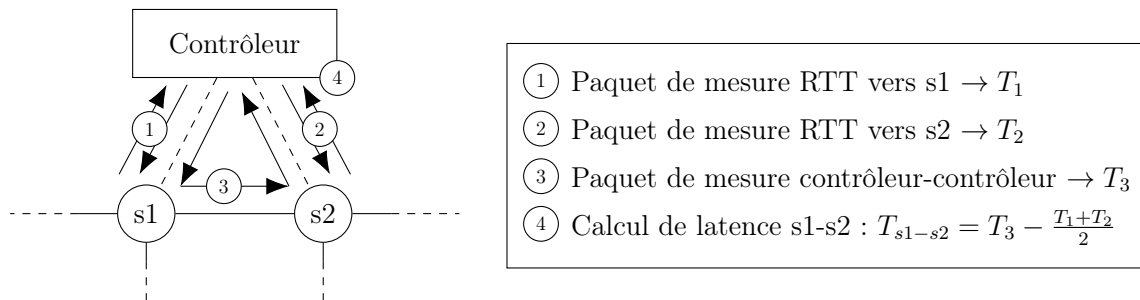 Contrôleur
4
1
2
3
s1
s2
1 Paquet de mesure RTT vers s1 → T₁
2 Paquet de mesure RTT vers s2 → T₂
3 Paquet de mesure contrôleur-contrôleur → T₃
4 Calcul de latence s1-s2 : Tₛ₁₋ₛ₂ = T₃ − (T₁+T₂)/2